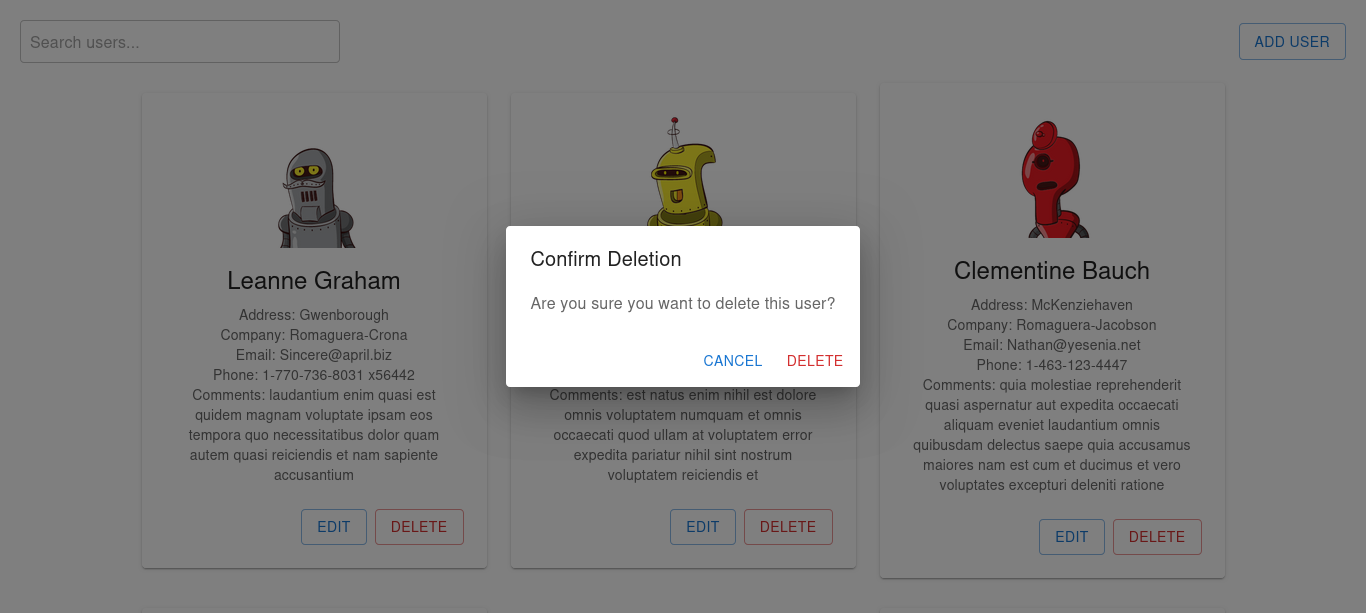 Search users...
ADD USER
Leanne Graham
Address: Gwenborough
Company: Romaguera-Crona
Email: Sincere@april.biz
Phone: 1-770-736-8031 x56442
Comments: laudantium enim quasi est
quidem magnam voluptate ipsam eos
tempora quo necessitatibus dolor quam
autem quasi reiciendis et nam sapiente
accusantium
EDIT
DELETE
Confirm Deletion
Are you sure you want to delete this user?
CANCEL
DELETE
Comments: est natus enim nihil est dolore
omnis voluptatem numquam et omnis
occaecati quod ullam at voluptatem error
expedita pariatur nihil sint nostrum
voluptatem reiciendis et
EDIT
DELETE
Clementine Bauch
Address: McKenziehaven
Company: Romaguera-Jacobson
Email: Nathan@yesenia.net
Phone: 1-463-123-4447
Comments: quia molestiae reprehenderit
quasi aspernatur aut expedita occaecati
aliquam eveniet laudantium omnis
quibusdam delectus saepe quia accusamus
maiores nam est cum et ducimus et vero
voluptates excepturi deleniti ratione
EDIT
DELETE